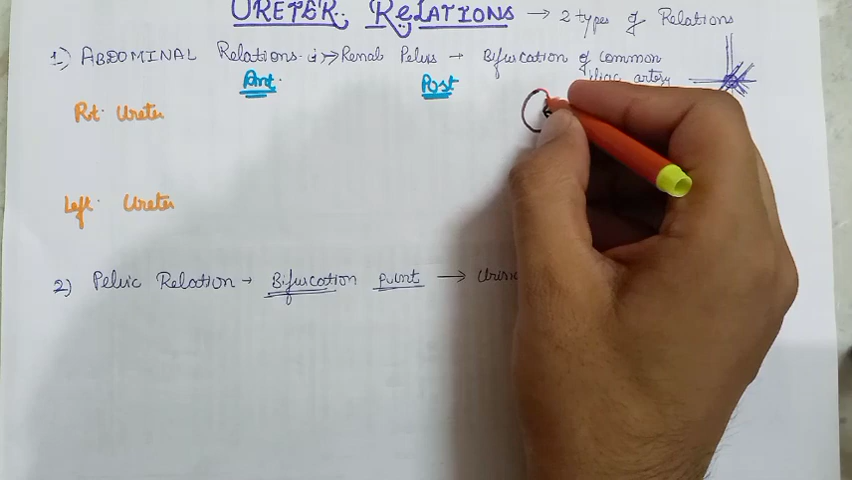 URETER RELATIONS → 2 types of Relations
1) ABDOMINAL Relations (i) → Renal Pelvis → Bifurcation of common
iliac artery
Ant. Post
Rt. Ureter
Left. Ureter
2) Pelvic Relation → Bifurcation point →